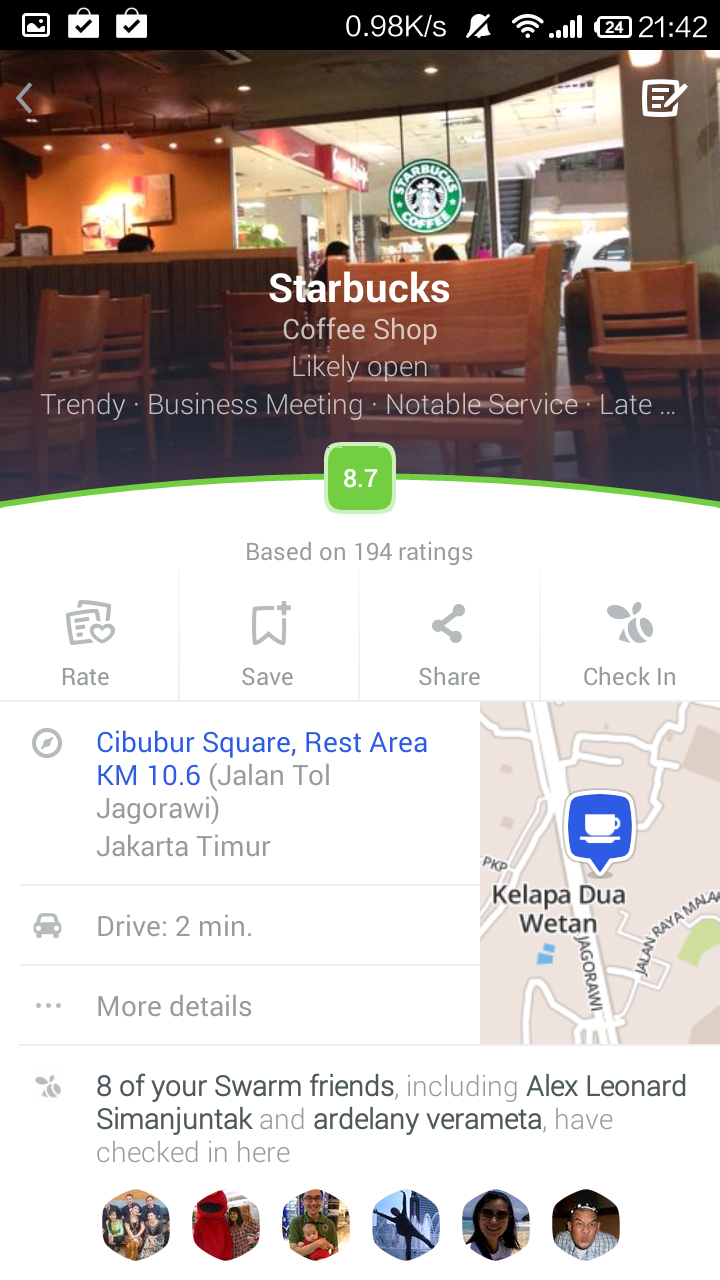 0.98K/s
24
21:42
STARBUCKS
COFFEE
Starbucks
Coffee Shop
Likely open
Trendy · Business Meeting · Notable Service · Late ...
8.7
Based on 194 ratings
Rate
Save
Share
Check In
Cibubur Square, Rest Area
KM 10.6 (Jalan Tol
Jagorawi)
Jakarta Timur
PKP
Kelapa Dua
Wetan
JAGORAWI
JALAN RAYA MALA
Drive: 2 min.
More details
8 of your Swarm friends, including Alex Leonard
Simanjuntak and ardelany verameta, have
checked in here